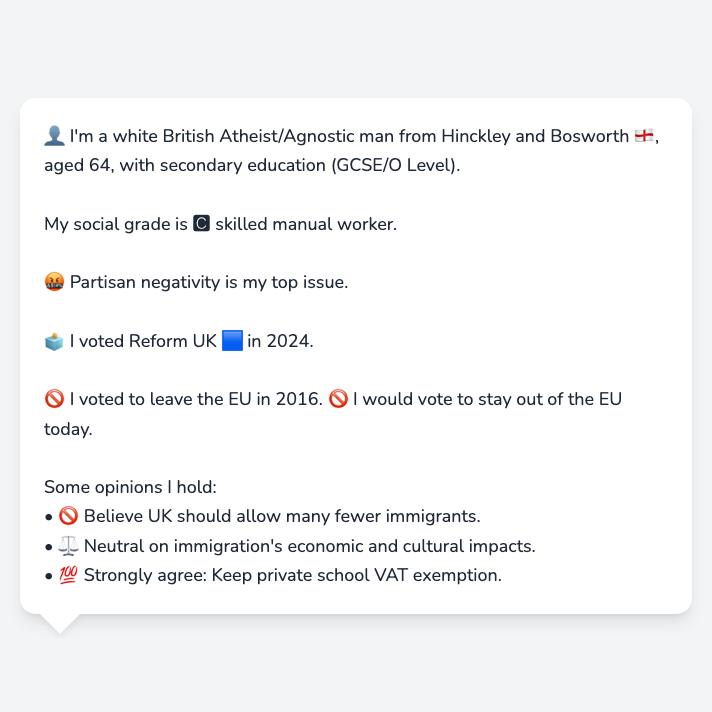 👤 I'm a white British Atheist/Agnostic man from Hinckley and Bosworth 🏴󠁧󠁢󠁥󠁮󠁧󠁿,
aged 64, with secondary education (GCSE/O Level).
My social grade is 🅲 skilled manual worker.
🤬 Partisan negativity is my top issue.
🗳️ I voted Reform UK 🟦 in 2024.
🚫 I voted to leave the EU in 2016. 🚫 I would vote to stay out of the EU
today.
Some opinions I hold:
• 🚫 Believe UK should allow many fewer immigrants.
• ⚖️ Neutral on immigration's economic and cultural impacts.
• 💯 Strongly agree: Keep private school VAT exemption.